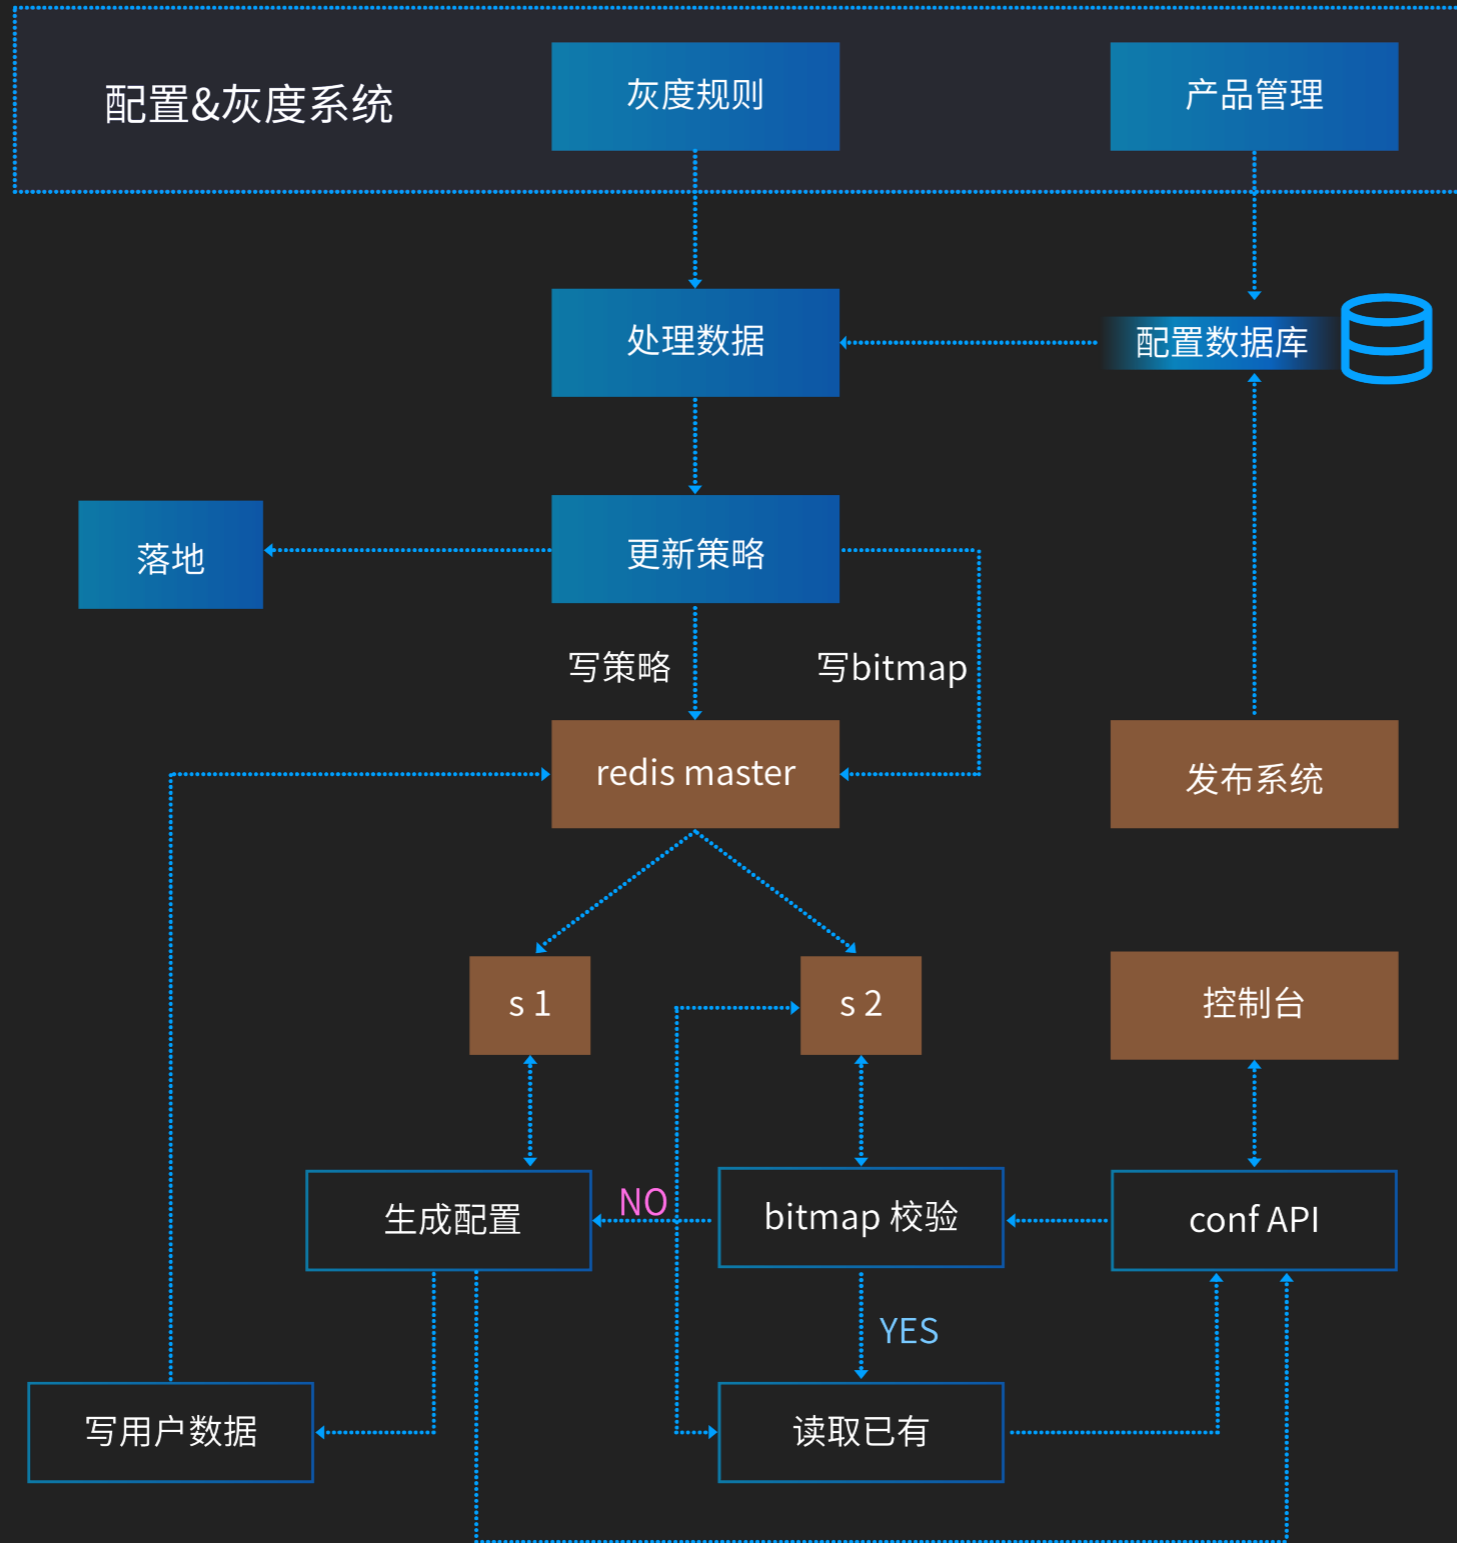 配置&灰度系统
灰度规则
产品管理
处理数据
配置数据库
落地
更新策略
写策略
写bitmap
redis master
发布系统
s 1
s 2
控制台
生成配置
NO
bitmap 校验
conf API
YES
写用户数据
读取已有